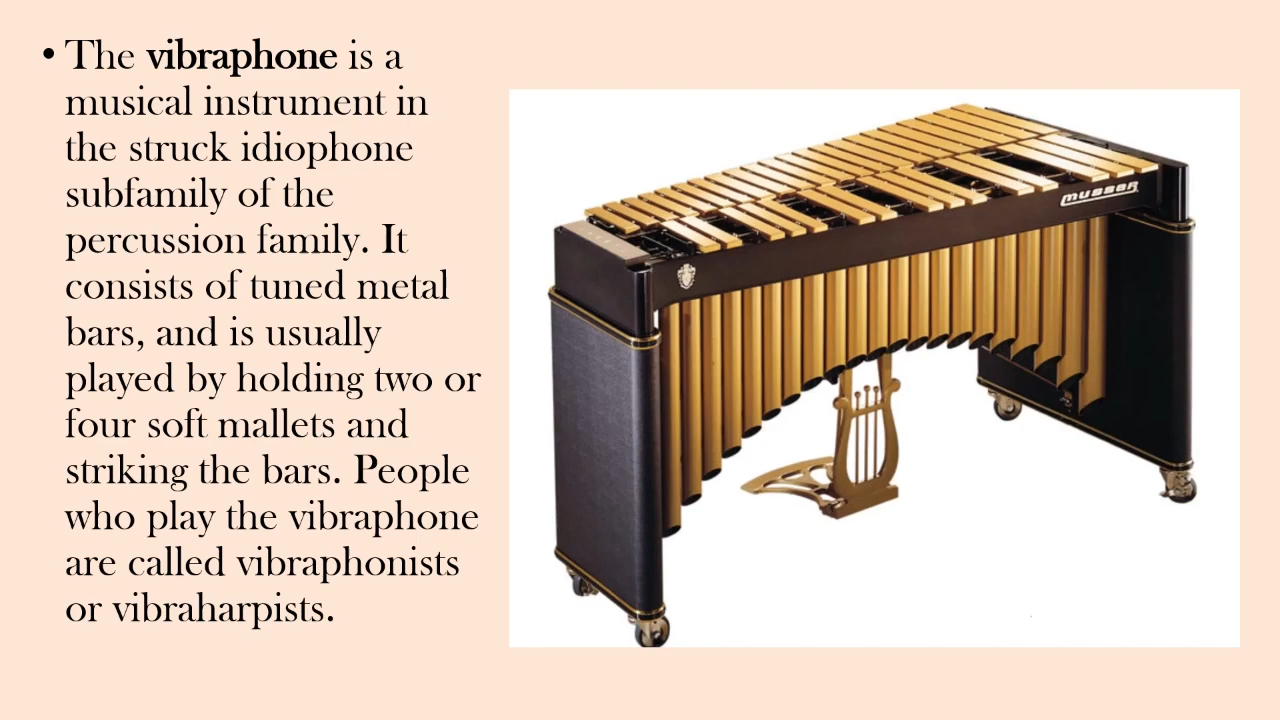 • The vibraphone is a
musical instrument in
the struck idiophone
subfamily of the
percussion family. It
consists of tuned metal
bars, and is usually
played by holding two or
four soft mallets and
striking the bars. People
who play the vibraphone
are called vibraphonists
or vibraharpists.
musser